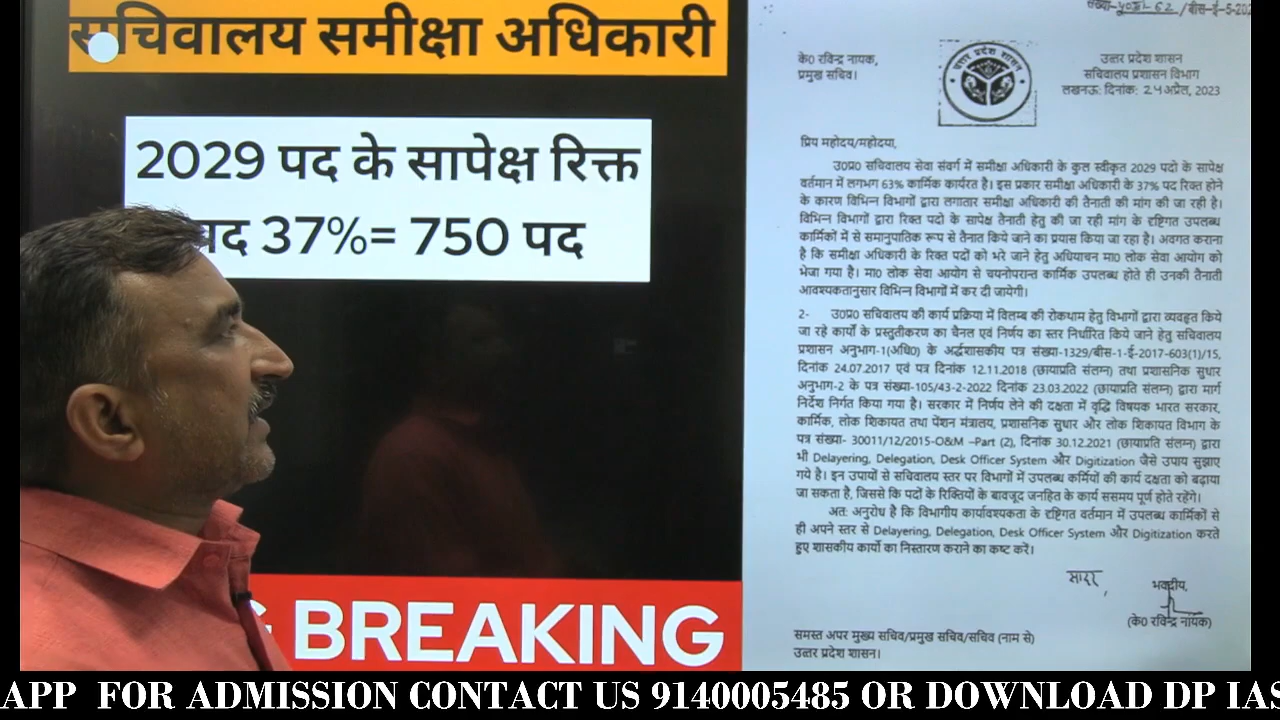 सचिवालय समीक्षा अधिकारी
2029 पद के सापेक्ष रिक्त
पद 37%= 750 पद
BREAKING
के0 रविन्द्र नायक,
प्रमुख सचिव।
उत्तर प्रदेश शासन
उत्तर प्रदेश शासन
सचिवालय प्रशासन विभाग
लखनऊः दिनांकः 24 अप्रैल, 2023
प्रिय महोदय/महोदया,
उ0प्र0 सचिवालय सेवा संवर्ग में समीक्षा अधिकारी के कुल स्वीकृत 2029 पदो के सापेक्ष
वर्तमान में लगभग 63% कार्मिक कार्यरत है। इस प्रकार समीक्षा अधिकारी के 37% पद रिक्त होने
के कारण विभिन्न विभागों द्वारा लगातार समीक्षा अधिकारी की तैनाती की मांग की जा रही है।
विभिन्न विभागों द्वारा रिक्त पदो के सापेक्ष तैनाती हेतु की जा रही मांग के दृष्टिगत उपलब्ध
कार्मिकों में से समानुपातिक रूप से तैनात किये जाने का प्रयास किया जा रहा है। अवगत कराना
है कि समीक्षा अधिकारी के रिक्त पदों को भरे जाने हेतु अधियाचन मा0 लोक सेवा आयोग को
भेजा गया है। मा0 लोक सेवा आयोग से चयनोपरान्त कार्मिक उपलब्ध होते ही उनकी तैनाती
आवश्यकतानुसार विभिन्न विभागों में कर दी जायेगी।
2- उ0प्र0 सचिवालय की कार्य प्रक्रिया में विलम्ब की रोकथाम हेतु विभागों द्वारा व्यवहृत किये
जा रहे कार्यों के प्रस्तुतीकरण का चैनल एवं निर्णय का स्तर निर्धारित किये जाने हेतु सचिवालय
प्रशासन अनुभाग-1(अधि0) के अर्द्धशासकीय पत्र संख्या-1329/बीस-1-ई-2017-603(1)/15,
दिनांक 24.07.2017 एवं पत्र दिनांक 12.11.2018 (छायाप्रति संलग्न) तथा प्रशासनिक सुधार
अनुभाग-2 के पत्र संख्या-105/43-2-2022 दिनांक 23.03.2022 (छायाप्रति संलग्न) द्वारा मार्ग
निर्देश निर्गत किया गया है। सरकार में निर्णय लेने की दक्षता में वृद्धि विषयक भारत सरकार,
कार्मिक, लोक शिकायत तथा पेंशन मंत्रालय, प्रशासनिक सुधार और लोक शिकायत विभाग के
पत्र संख्या- 30011/12/2015-O&M –Part (2), दिनांक 30.12.2021 (छायाप्रति संलग्न) द्वारा
भी Delayering, Delegation, Desk Officer System और Digitization जैसे उपाय सुझाए
गये है। इन उपायों से सचिवालय स्तर पर विभागों में उपलब्ध कर्मियों की कार्य दक्षता को बढ़ाया
जा सकता है, जिससे कि पदों के रिक्तियों के बावजूद जनहित के कार्य ससमय पूर्ण होते रहेंगे।
अतः अनुरोध है कि विभागीय कार्यावश्यकता के दृष्टिगत वर्तमान में उपलब्ध कार्मिकों से
ही अपने स्तर से Delayering, Delegation, Desk Officer System और Digitization करते
हुए शासकीय कार्यों का निस्तारण कराने का कष्ट करें।
सादर,
भवदीय,
(के0 रविन्द्र नायक)
समस्त अपर मुख्य सचिव/प्रमुख सचिव/सचिव (नाम से)
उत्तर प्रदेश शासन।
APP FOR ADMISSION CONTACT US 9140005485 OR DOWNLOAD DP IAS